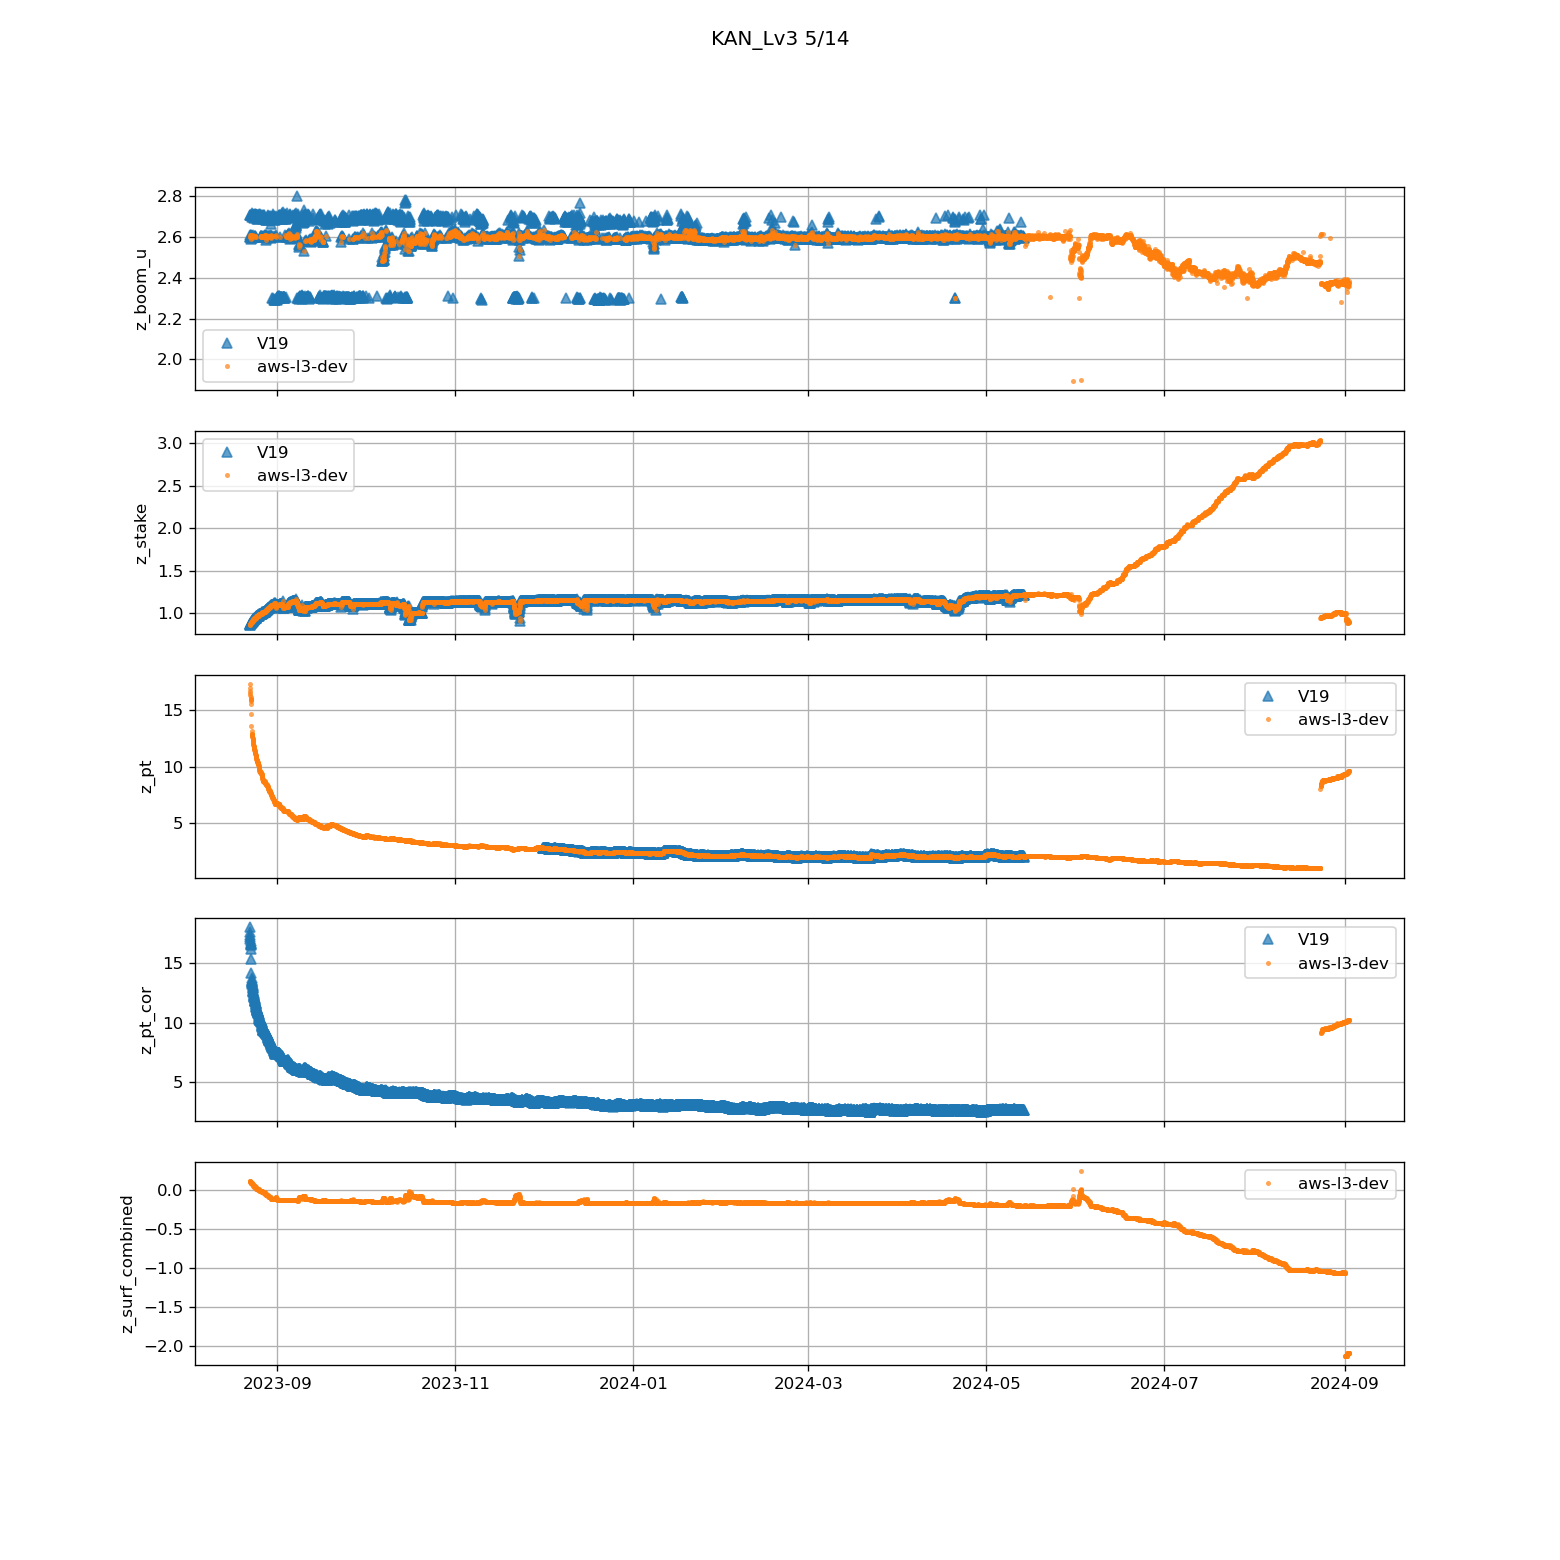 KAN_Lv3 5/14
2.8
2.6
2.4
2.2
2.0
z_boom_u
V19
aws-l3-dev
3.0
2.5
2.0
1.5
1.0
z_stake
V19
aws-l3-dev
15
10
5
z_pt
V19
aws-l3-dev
15
10
5
z_pt_cor
V19
aws-l3-dev
0.0
−0.5
−1.0
−1.5
−2.0
z_surf_combined
aws-l3-dev
2023-09 2023-11 2024-01 2024-03 2024-05 2024-07 2024-09